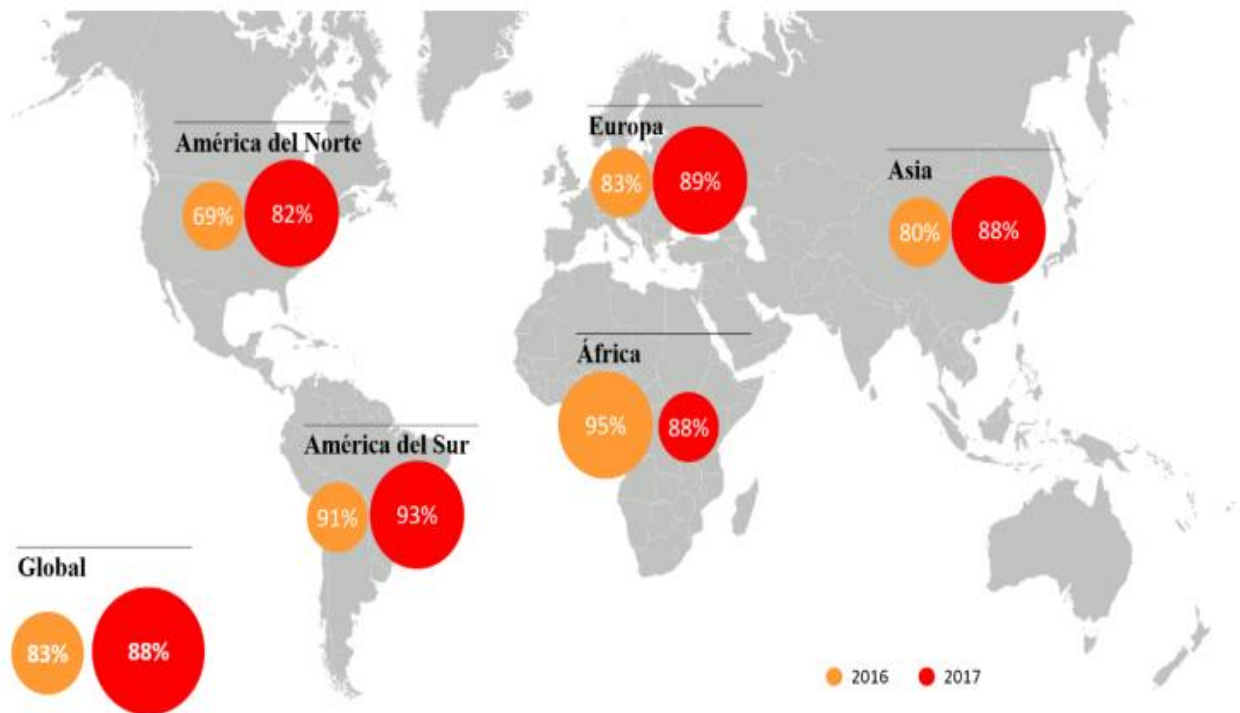 América del Norte
69% 82%
Europa
83% 89%
Asia
80% 88%
África
95% 88%
América del Sur
91% 93%
Global
83% 88%
2016 2017